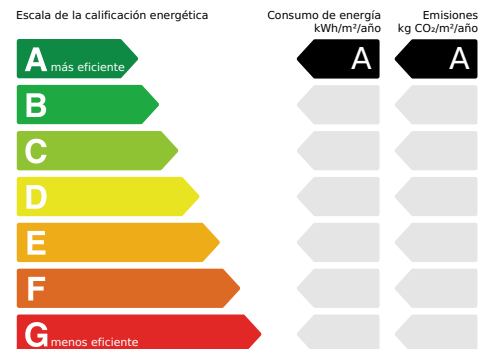 Escala de la calificación energética
Consumo de energía
kWh/m²/año
Emisiones
kg CO₂/m²/año
A más eficiente
A
A
B
C
D
E
F
G menos eficiente